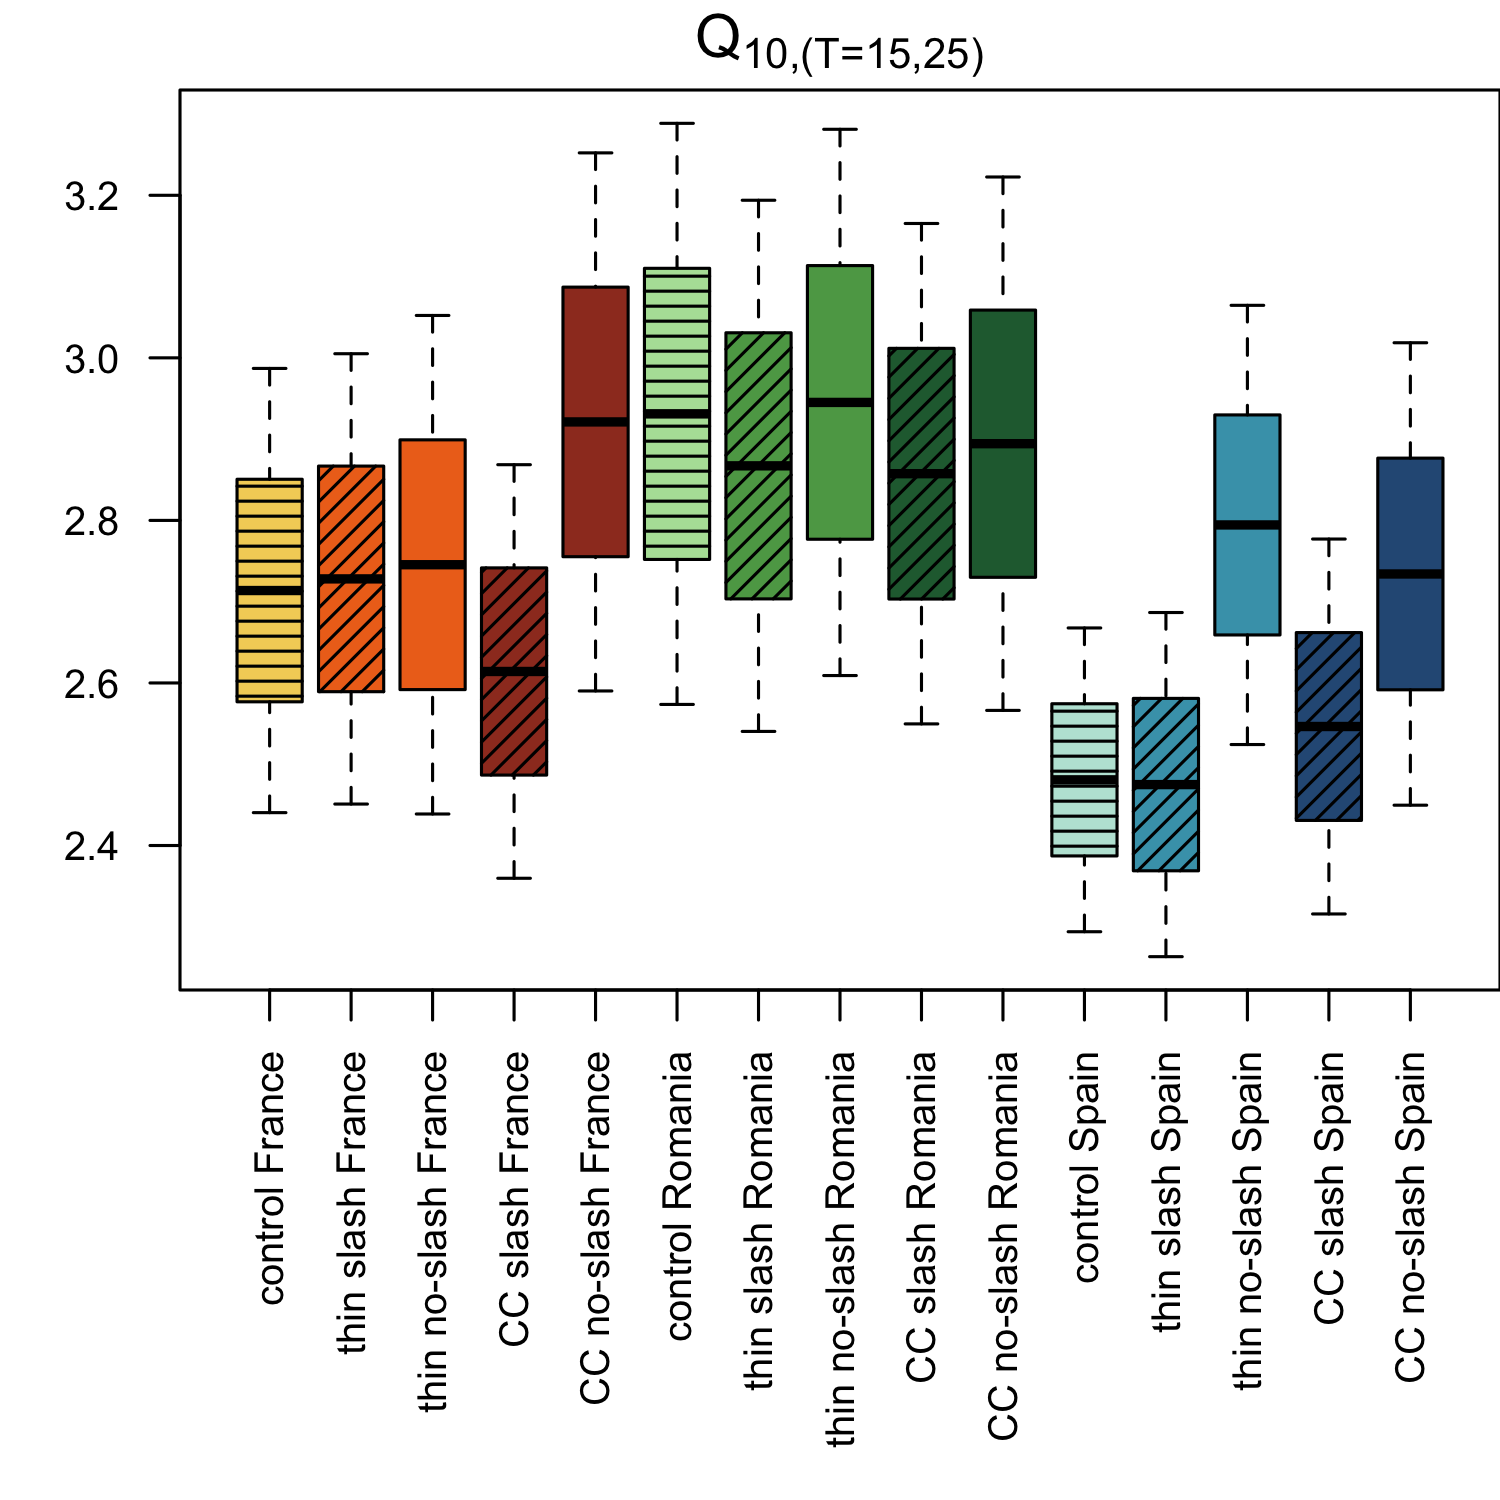 Q10,(T=15,25)
3.2
3.0
2.8
2.6
2.4
control France
thin slash France
thin no-slash France
CC slash France
CC no-slash France
control Romania
thin slash Romania
thin no-slash Romania
CC slash Romania
CC no-slash Romania
control Spain
thin slash Spain
thin no-slash Spain
CC slash Spain
CC no-slash Spain